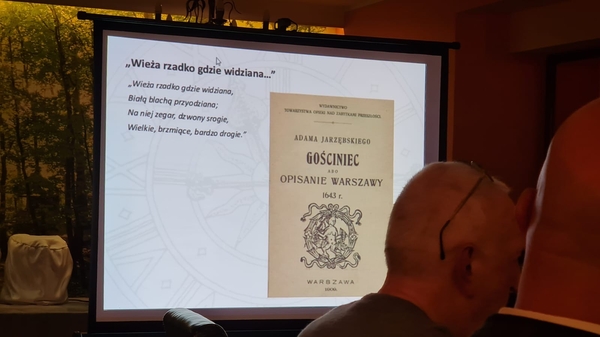 „Wieża rzadko gdzie widziana…”
„Wieża rzadko gdzie widziana,
Białą blachą przyodziana;
Na niej zegar, dzwony srogie,
Wielkie, brzmiące, bardzo drogie.”
WYDAWNICTWO
TOWARZYSTWA OPIEKI NAD ZABYTKAMI PRZESZŁOŚCI
ADAMA JARZĘBSKIEGO
GOŚCINIEC
ABO
OPISANIE WARSZAWY
1643 r.
WARSZAWA